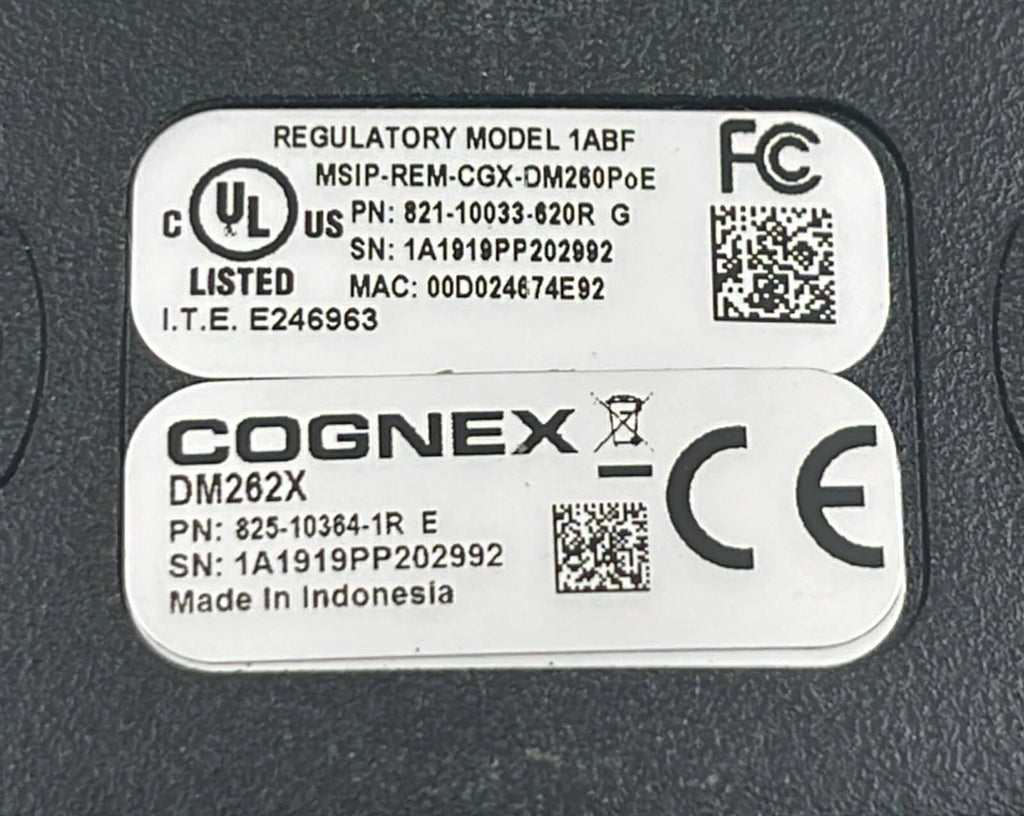 REGULATORY MODEL 1ABF
MSIP-REM-CGX-DM260PoE
C UL US
LISTED
PN: 821-10033-620R G
SN: 1A1919PP202992
MAC: 00D024674E92
I.T.E. E246963
FC
COGNEX
DM262X
PN: 825-10364-1R E
SN: 1A1919PP202992
Made In Indonesia
CE